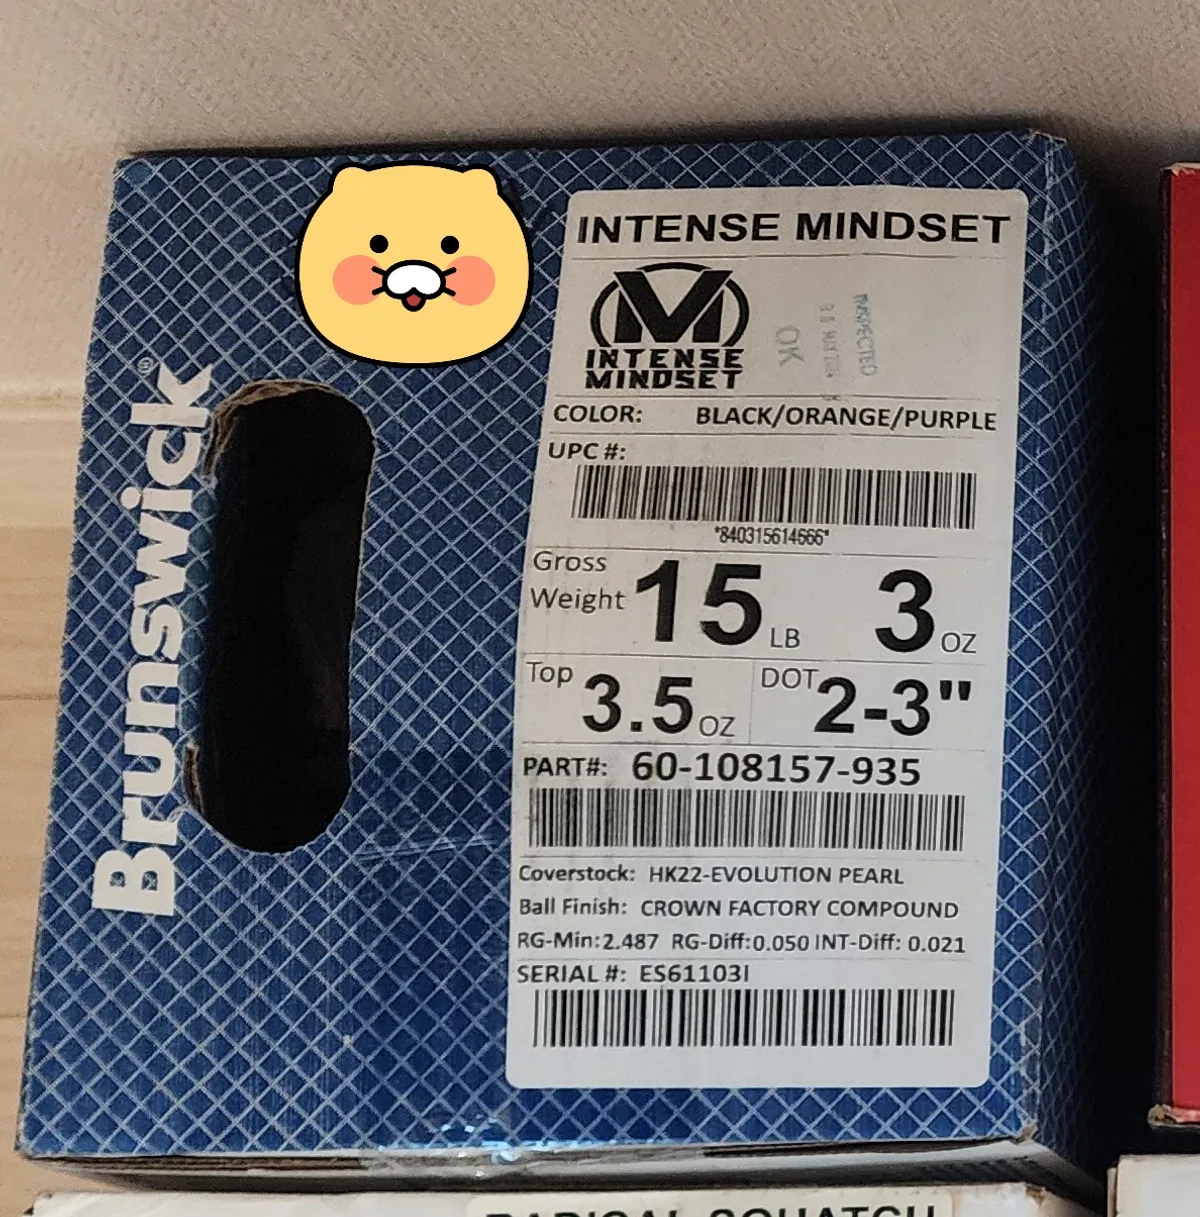 INTENSE MINDSET
INTENSE
MINDSET
OK
INSPECTED
COLOR: BLACK/ORANGE/PURPLE
UPC #:
*840315614666*
Gross
Weight 15 LB 3 OZ
Top 3.5 OZ DOT 2-3"
PART#: 60-108157-935
Coverstock: HK22-EVOLUTION PEARL
Ball Finish: CROWN FACTORY COMPOUND
RG-Min:2.487 RG-Diff:0.050 INT-Diff: 0.021
SERIAL #: ES61103I
Brunswick®
RADICAL SQUATCH